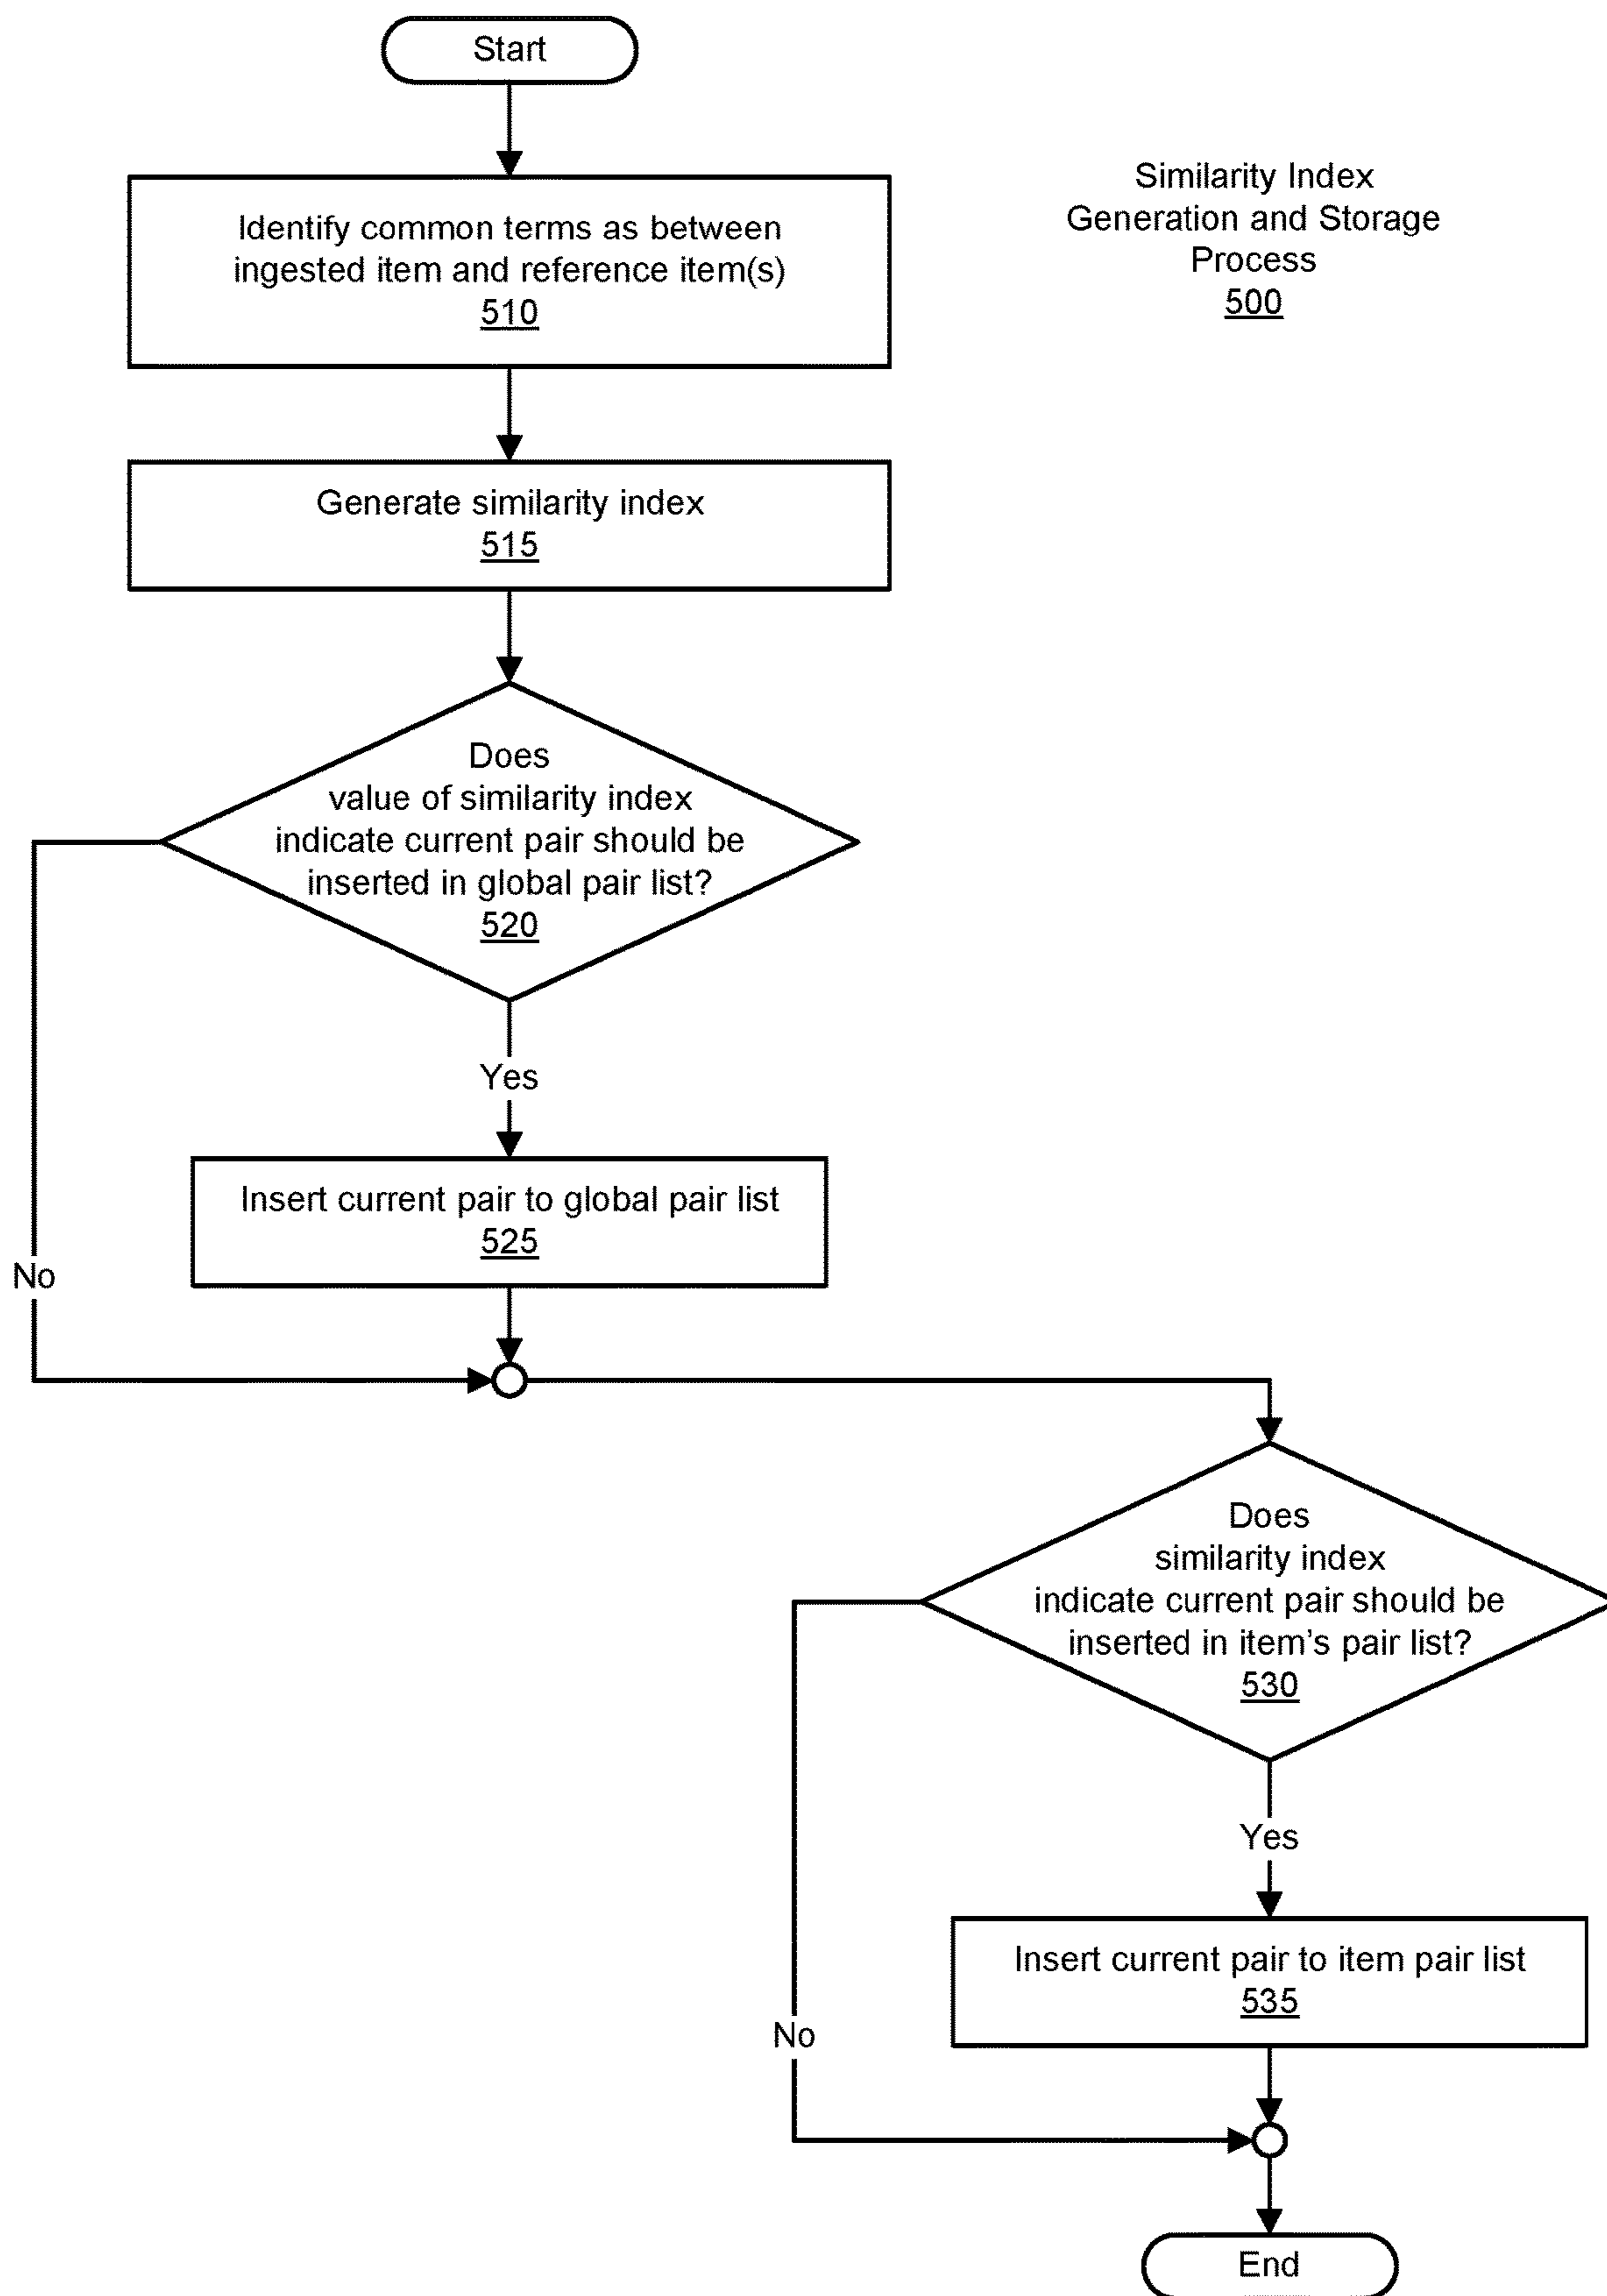 Start
Identify common terms as between
ingested item and reference item(s)
510
Similarity Index
Generation and Storage
Process
500
Generate similarity index
515
Does
value of similarity index
indicate current pair should be
inserted in global pair list?
520
Yes
Insert current pair to global pair list
525
No
Does
similarity index
indicate current pair should be
inserted in item's pair list?
530
Yes
Insert current pair to item pair list
535
No
End